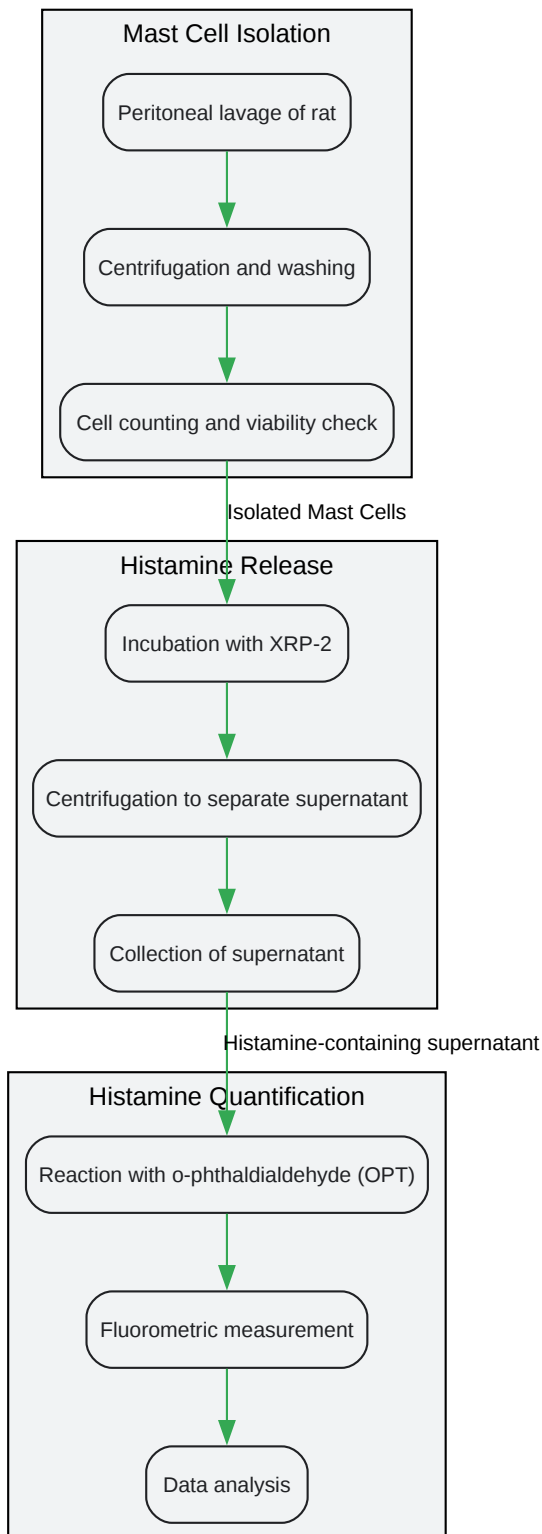 Mast Cell Isolation
Peritoneal lavage of rat
Centrifugation and washing
Cell counting and viability check
Isolated Mast Cells
Histamine Release
Incubation with XRP-2
Centrifugation to separate supernatant
Collection of supernatant
Histamine-containing supernatant
Histamine Quantification
Reaction with o-phthaldialdehyde (OPT)
Fluorometric measurement
Data analysis